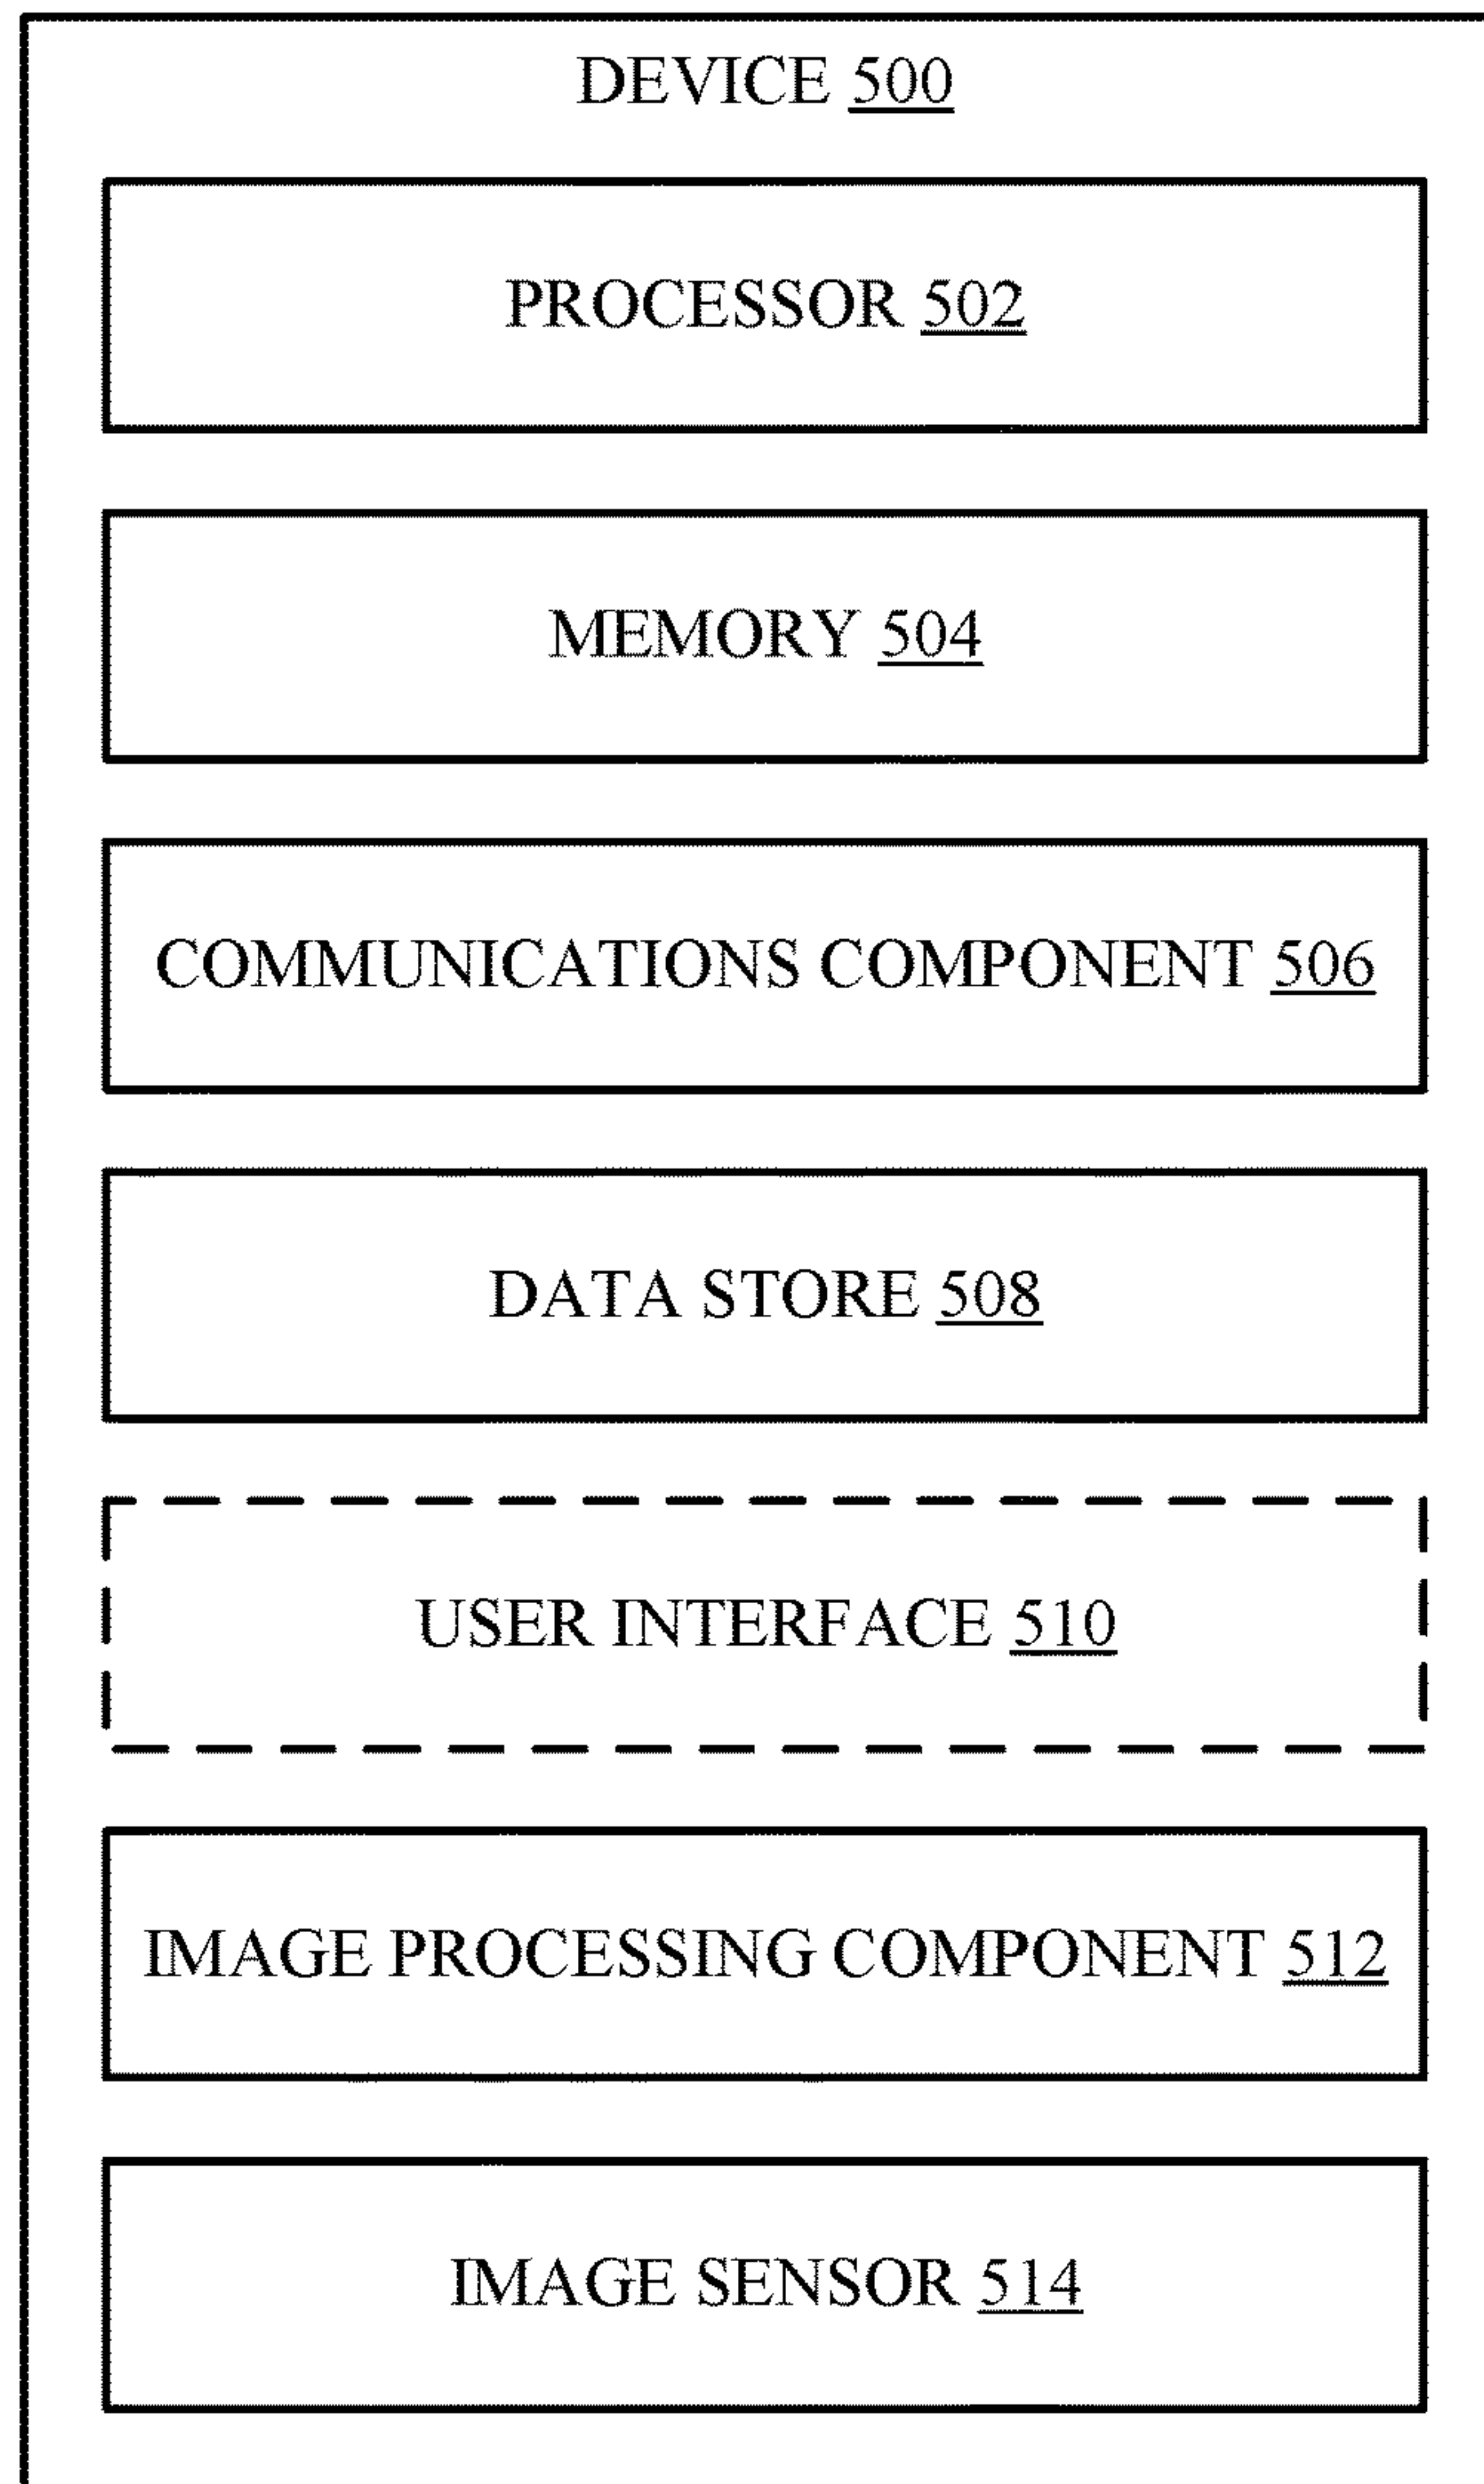 DEVICE 500
PROCESSOR 502
MEMORY 504
COMMUNICATIONS COMPONENT 506
DATA STORE 508
USER INTERFACE 510
IMAGE PROCESSING COMPONENT 512
IMAGE SENSOR 514